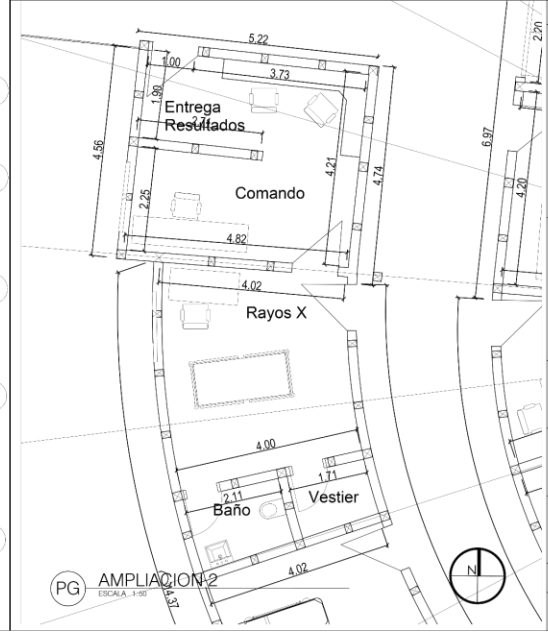 5.22
2.20
1.00
3.73
1.90
Entrega
Resultados
2.71
4.56
6.97
4.21
4.74
2.25
Comando
4.20
4.82
4.02
Rayos X
4.00
1.71
2.11
Vestier
Baño
4.02
N
PG
AMPLIACION 2
ESCALA 1:50
14.37